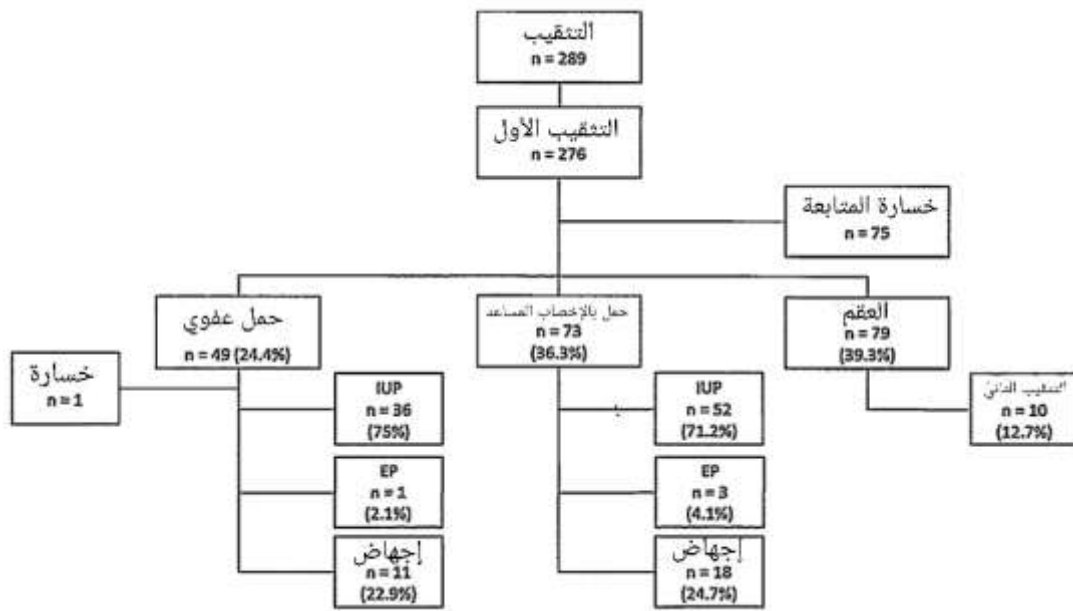 التثقيب
n = 289
التثقيب الأول
n = 276
خسارة المتابعة
n = 75
حمل عفوي
n = 49 (24.4%)
حمل بالإخصاب المساعد
n = 73
(36.3%)
العقم
n = 79
(39.3%)
خسارة
n = 1
IUP
n = 36
(75%)
IUP
n = 52
(71.2%)
n = 10
(12.7%)
EP
n = 1
(2.1%)
EP
n = 3
(4.1%)
إجهاض
n = 11
(22.9%)
إجهاض
n = 18
(24.7%)